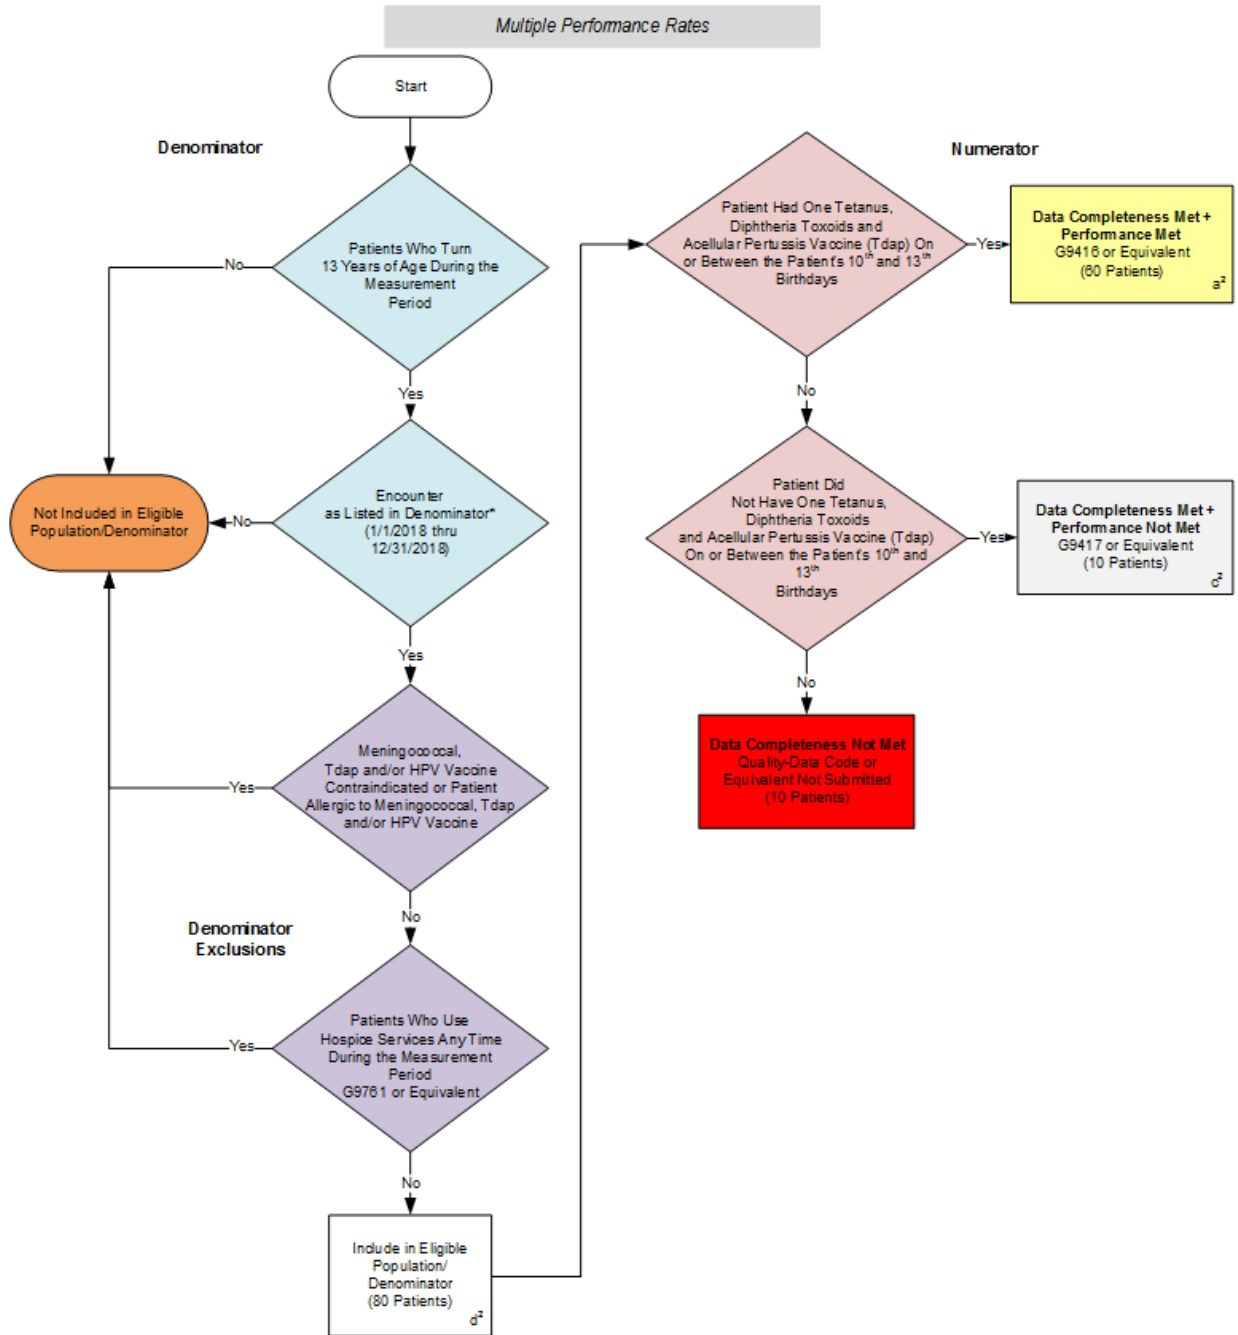 Multiple Performance Rates
Start
Denominator
Patients Who Turn
13 Years of Age During the
Measurement
Period
No
Yes
Encounter
as Listed in Denominator*
(1/1/2018 thru
12/31/2018)
No
Not Included in Eligible
Population/Denominator
Yes
Meningococcal,
Tdap and/or HPV Vaccine
Contraindicated or Patient
Allergic to Meningococcal, Tdap
and/or HPV Vaccine
Yes
No
Denominator
Exclusions
Patients Who Use
Hospice Services Any Time
During the Measurement
Period
G9761 or Equivalent
Yes
No
Include in Eligible
Population/
Denominator
(80 Patients)
d²
Numerator
Patient Had One Tetanus,
Diphtheria Toxoids and
Acellular Pertussis Vaccine (Tdap) On
or Between the Patient's 10th and 13th
Birthdays
Yes
Data Completeness Met +
Performance Met
G9416 or Equivalent
(60 Patients)
a²
No
Patient Did
Not Have One Tetanus,
Diphtheria Toxoids
and Acellular Pertussis Vaccine (Tdap)
On or Between the Patient's 10th and
13th
Birthdays
Yes
Data Completeness Met +
Performance Not Met
G9417 or Equivalent
(10 Patients)
c²
No
Data Completeness Not Met
Quality-Data Code or
Equivalent Not Submitted
(10 Patients)